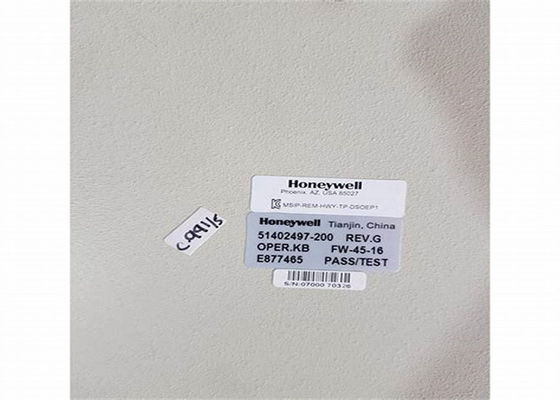 Honeywell
Phoenix, AZ, USA 85027
MSIP-REM-HWY-TP-DSOEP1
Honeywell Tianjin, China
51402497-200 REV.G
OPER.KB FW-45-16
E877465 PASS/TEST
S/N:07000 70326